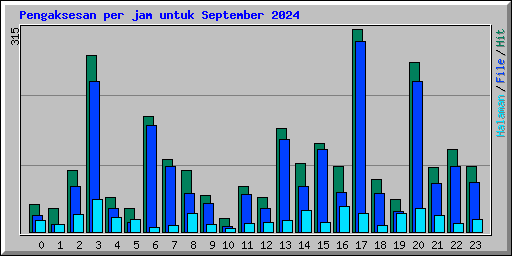 Pengaksesan per jam untuk September 2024
315
Halaman/File/Hit
0 1 2 3 4 5 6 7 8 9 10 11 12 13 14 15 16 17 18 19 20 21 22 23